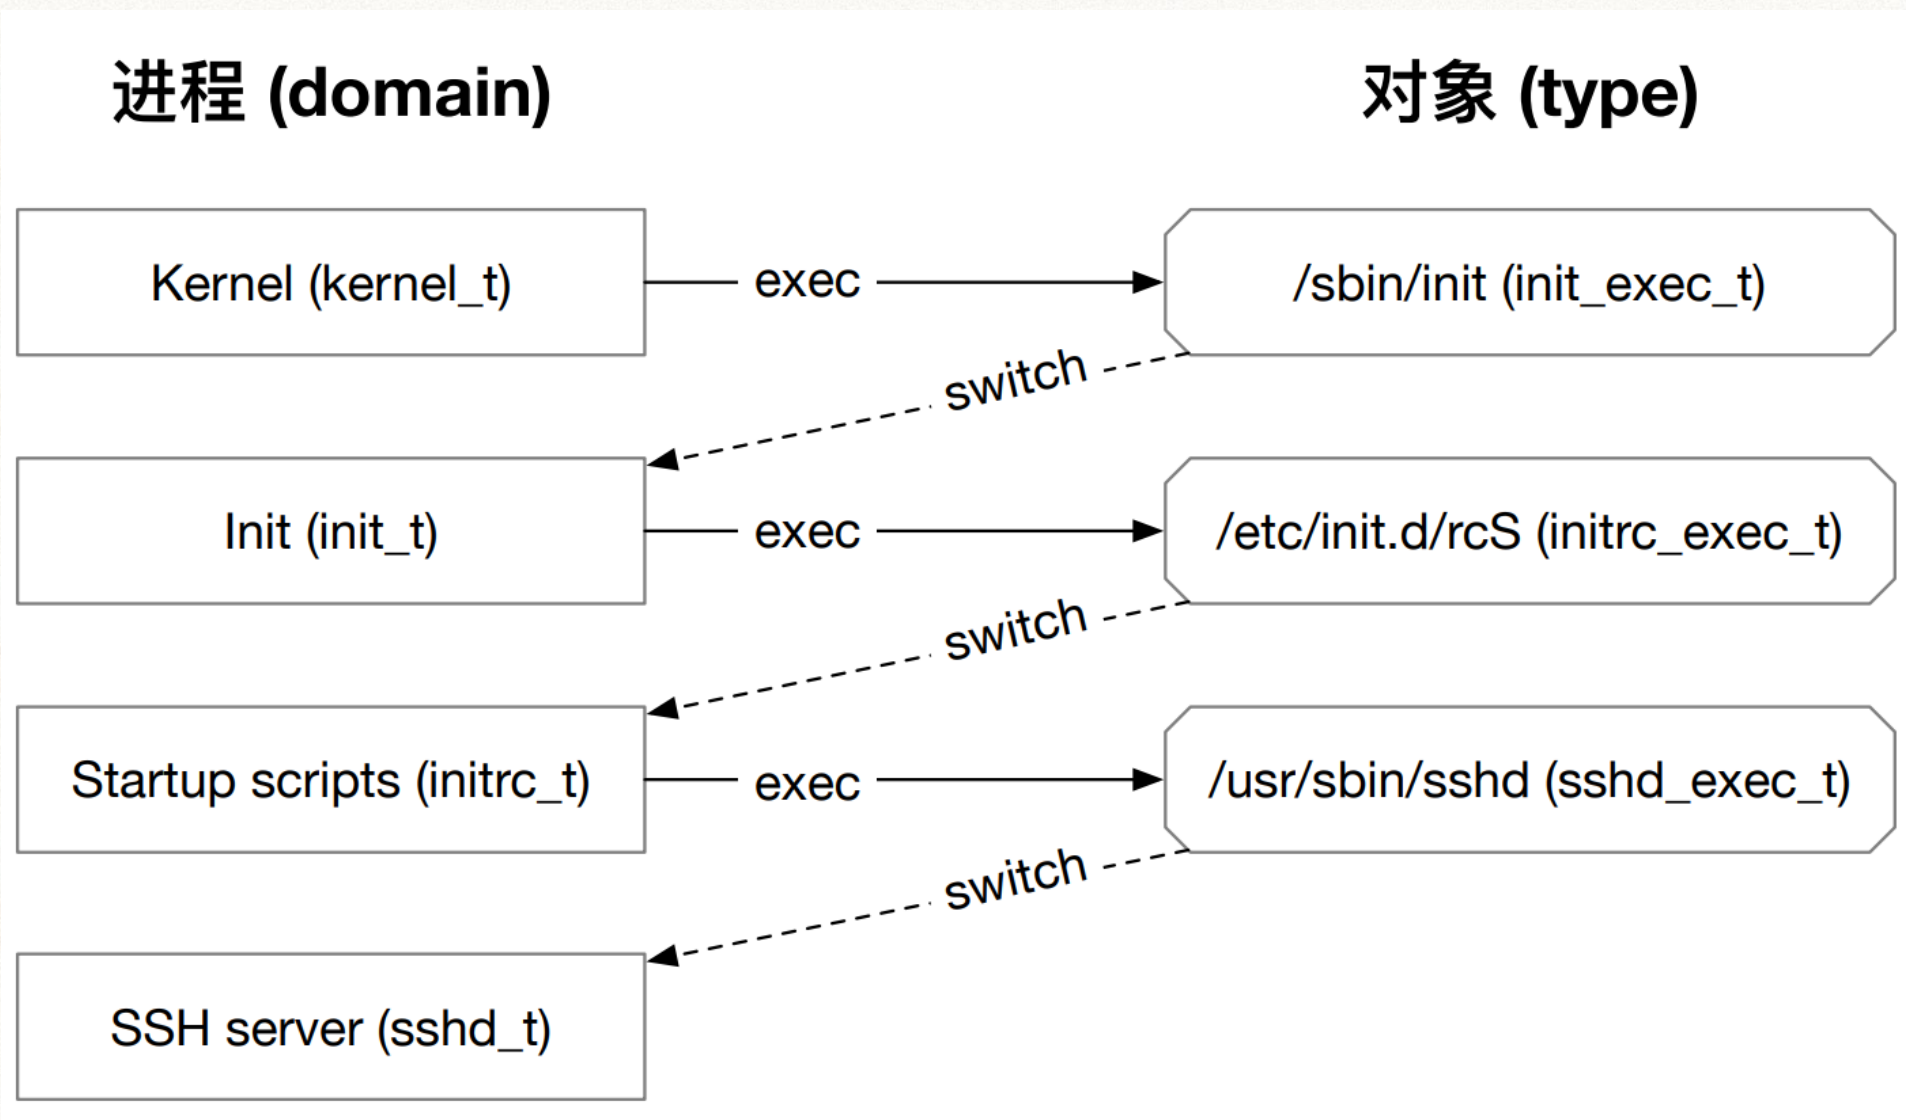 进程 (domain)
对象 (type)
Kernel (kernel_t)
exec
/sbin/init (init_exec_t)
switch
Init (init_t)
exec
/etc/init.d/rcS (initrc_exec_t)
switch
Startup scripts (initrc_t)
exec
/usr/sbin/sshd (sshd_exec_t)
switch
SSH server (sshd_t)